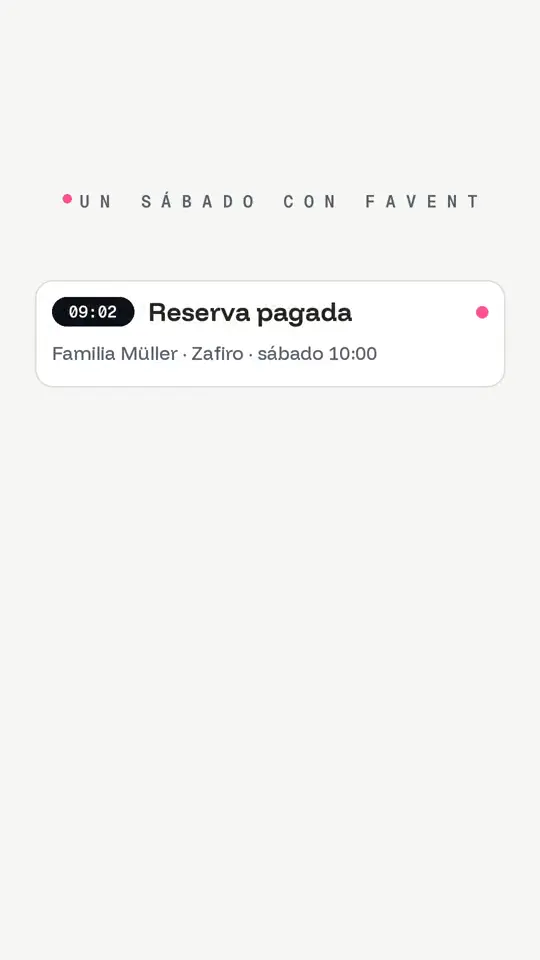 UN SÁBADO CON FAVENT
09:02 Reserva pagada
Familia Müller · Zafiro · sábado 10:00